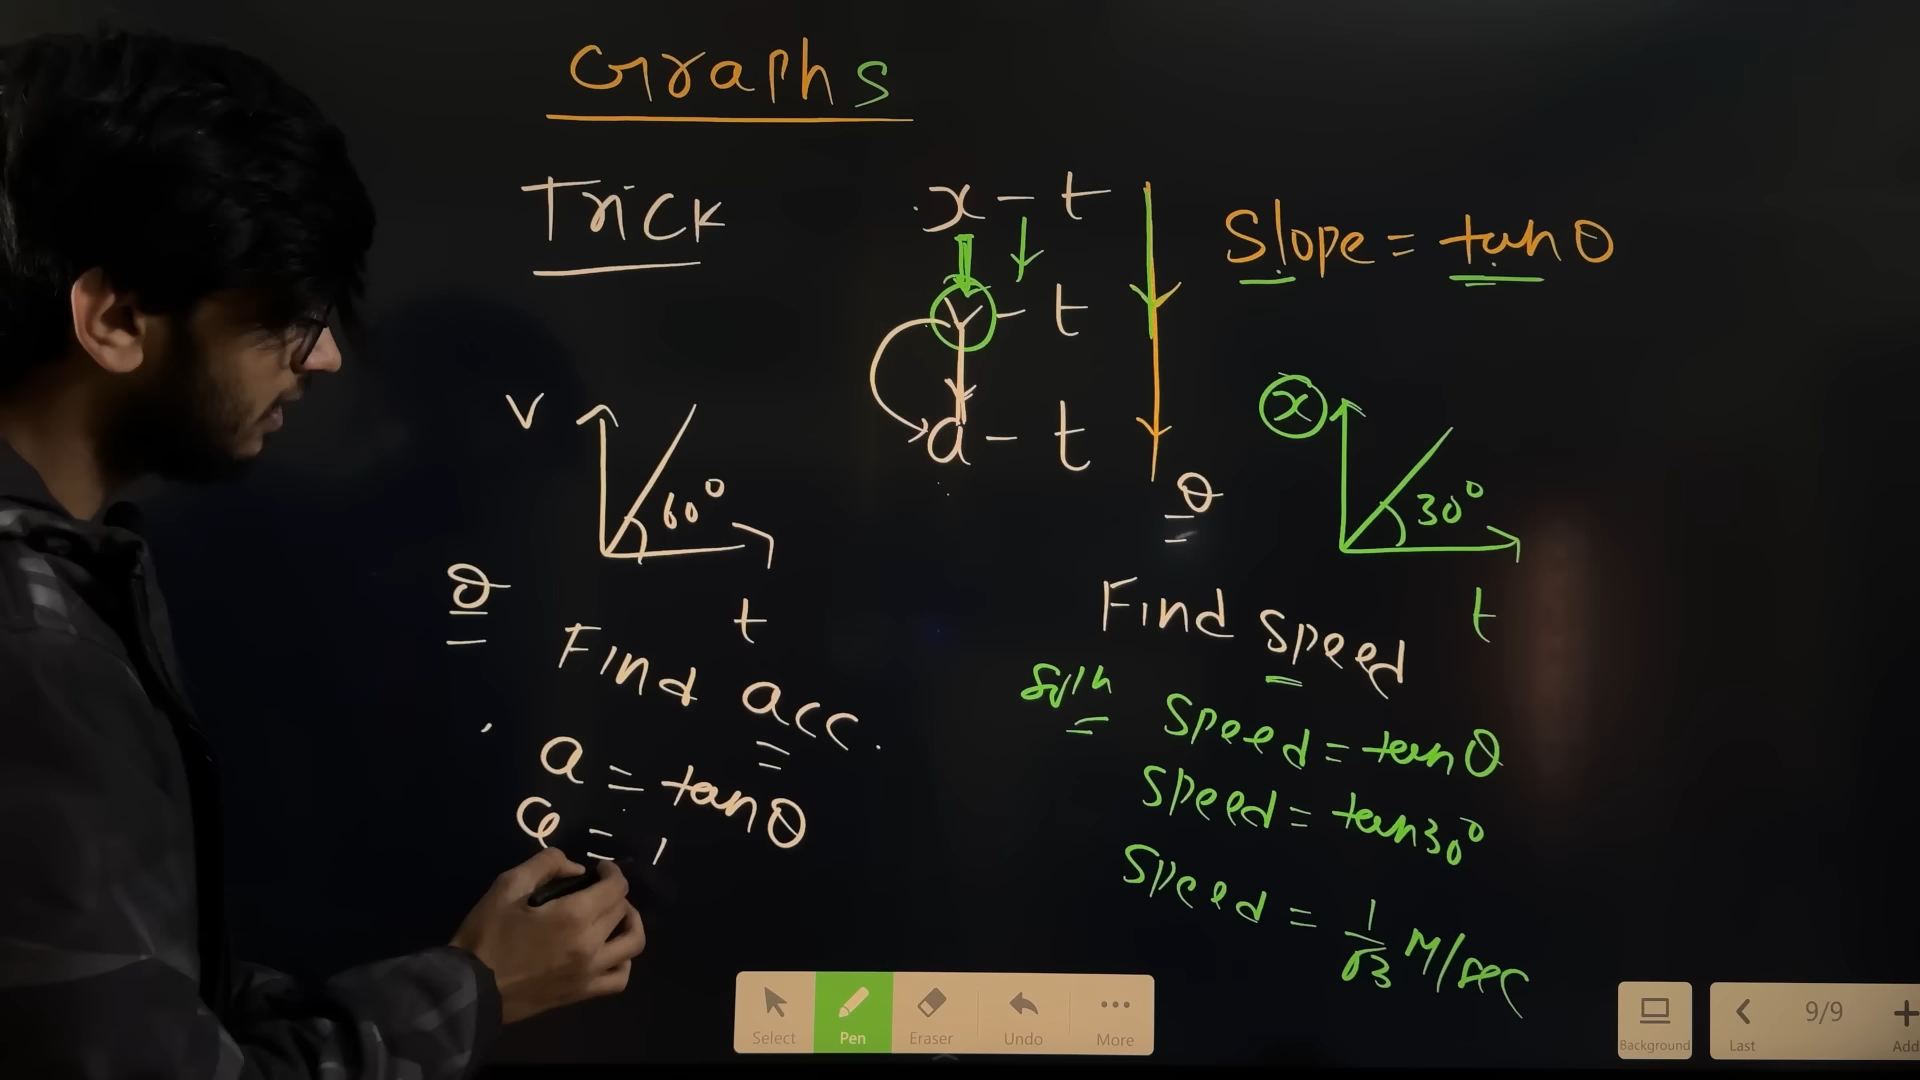 Graphs
Trick
x - t
v - t
a - t
Slope = tanθ
v
60°
t
Q
Find acc.
a = tanθ
a = 1
x
30°
t
Q
Find speed
Solⁿ
Speed = tanθ
Speed = tan30°
Speed = 1/√3 M/sec
Select
Pen
Eraser
Undo
More
Background
Last
9/9
Add